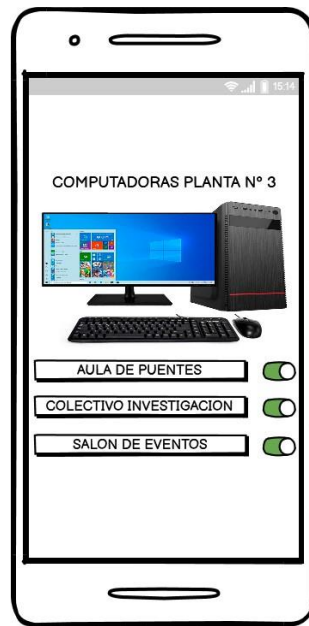 15:14
COMPUTADORAS PLANTA Nº 3
AULA DE PUENTES
COLECTIVO INVESTIGACION
SALON DE EVENTOS